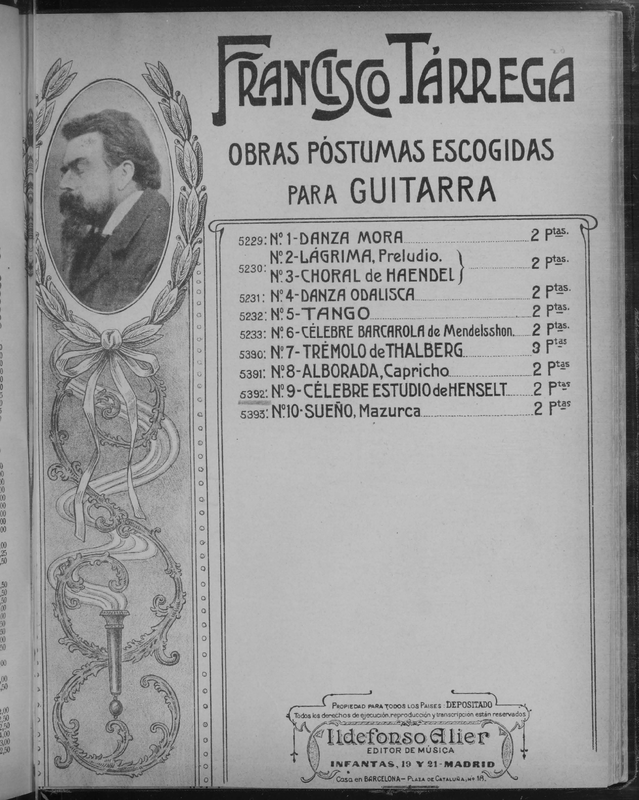 FRANCISCO TÁRREGA
OBRAS PÓSTUMAS ESCOGIDAS
PARA GUITARRA
5229: Nº 1-DANZA MORA 2 Ptas.
5230: Nº 2-LÁGRIMA, Preludio.
Nº 3-CHORAL de HAENDEL } 2 Ptas.
5231: Nº 4-DANZA ODALISCA 2 Ptas.
5232: Nº 5-TANGO 2 Ptas.
5233: Nº 6-CÉLEBRE BARCAROLA de Mendelsshon. 2 Ptas.
5390: Nº 7-TRÉMOLO de THALBERG 3 Ptas
5391: Nº 8-ALBORADA, Capricho 2 Ptas
5392: Nº 9-CÉLEBRE ESTUDIO de HENSELT 2 Ptas
5393: Nº 10-SUEÑO, Mazurca 2 Ptas
PROPIEDAD PARA TODOS LOS PAISES: DEPOSITADO
Todos los derechos de ejecución, reproducción y transcripción están reservados
Ildefonso Alier
EDITOR DE MÚSICA
INFANTAS, 19 Y 21-MADRID
Casa en BARCELONA- PLAZA DE CATALUÑA, Nº 18.